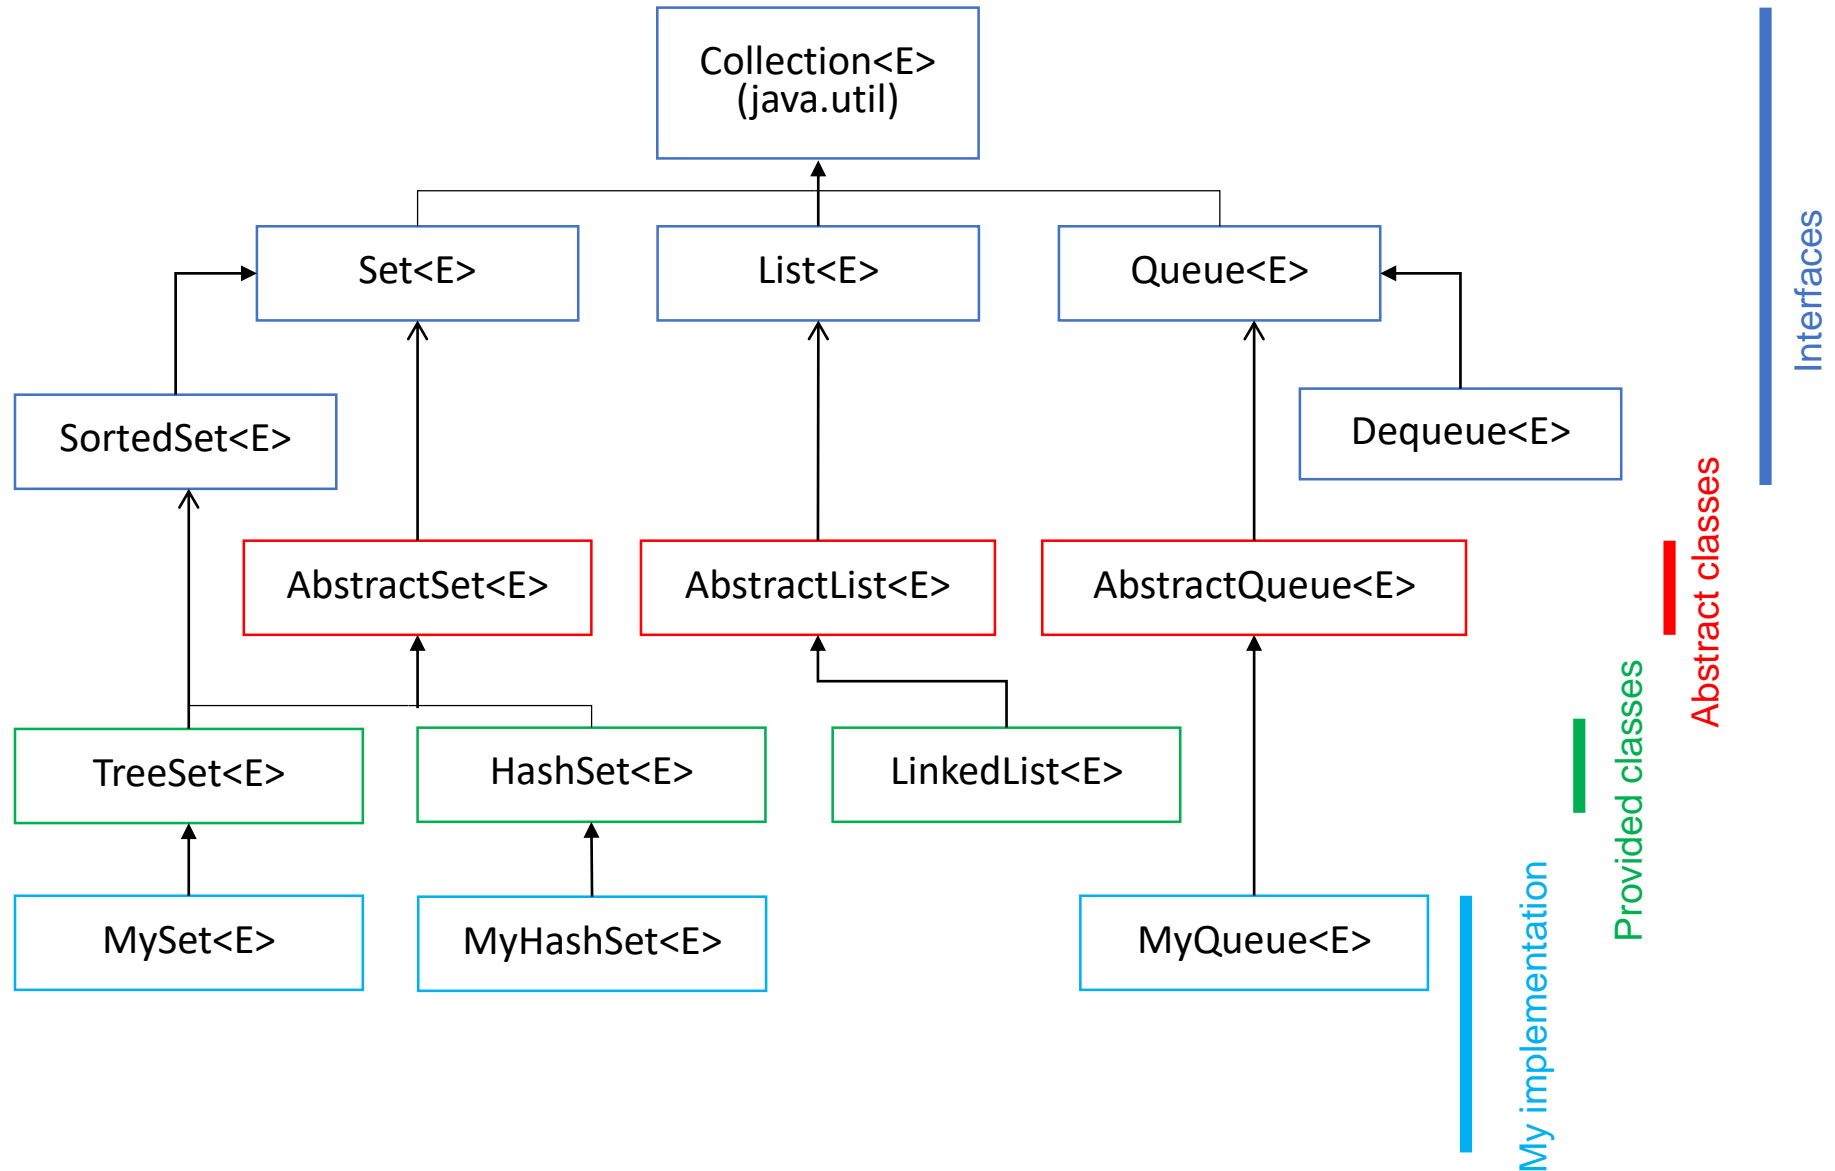 Collection<E>
(java.util)
Set<E>
List<E>
Queue<E>
SortedSet<E>
Dequeue<E>
AbstractSet<E>
AbstractList<E>
AbstractQueue<E>
TreeSet<E>
HashSet<E>
LinkedList<E>
MySet<E>
MyHashSet<E>
MyQueue<E>
Interfaces
Abstract classes
Provided classes
My implementation